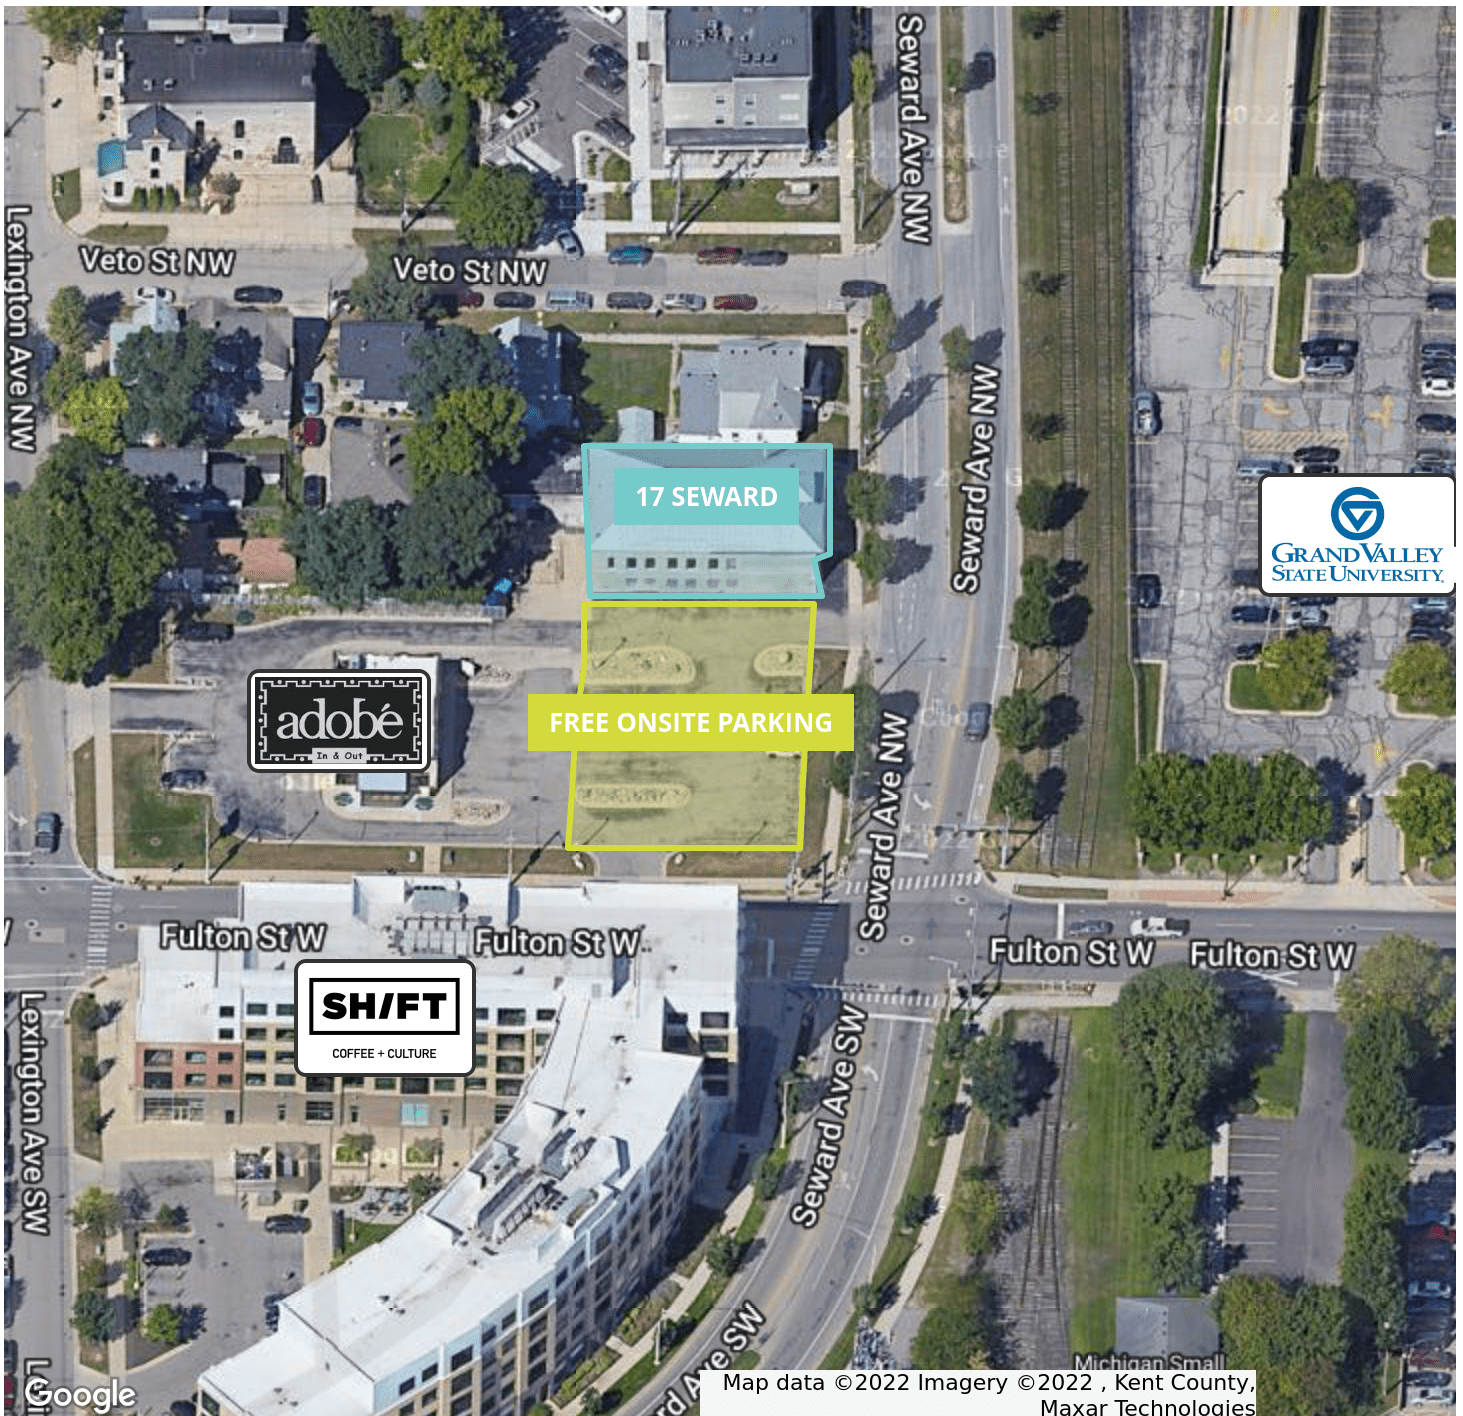 Seward Ave NW
Lexington Ave NW
Veto St NW
Veto St NW
Seward Ave NW
17 SEWARD
GRAND VALLEY
STATE UNIVERSITY
adobé
In & Out
FREE ONSITE PARKING
Seward Ave NW
Fulton St W
Fulton St W
Fulton St W
Fulton St W
SH/FT
COFFEE + CULTURE
Lexington Ave SW
Seward Ave SW
rd Ave SW
Michigan Small
Google
Map data ©2022 Imagery ©2022 , Kent County,
Maxar Technologies